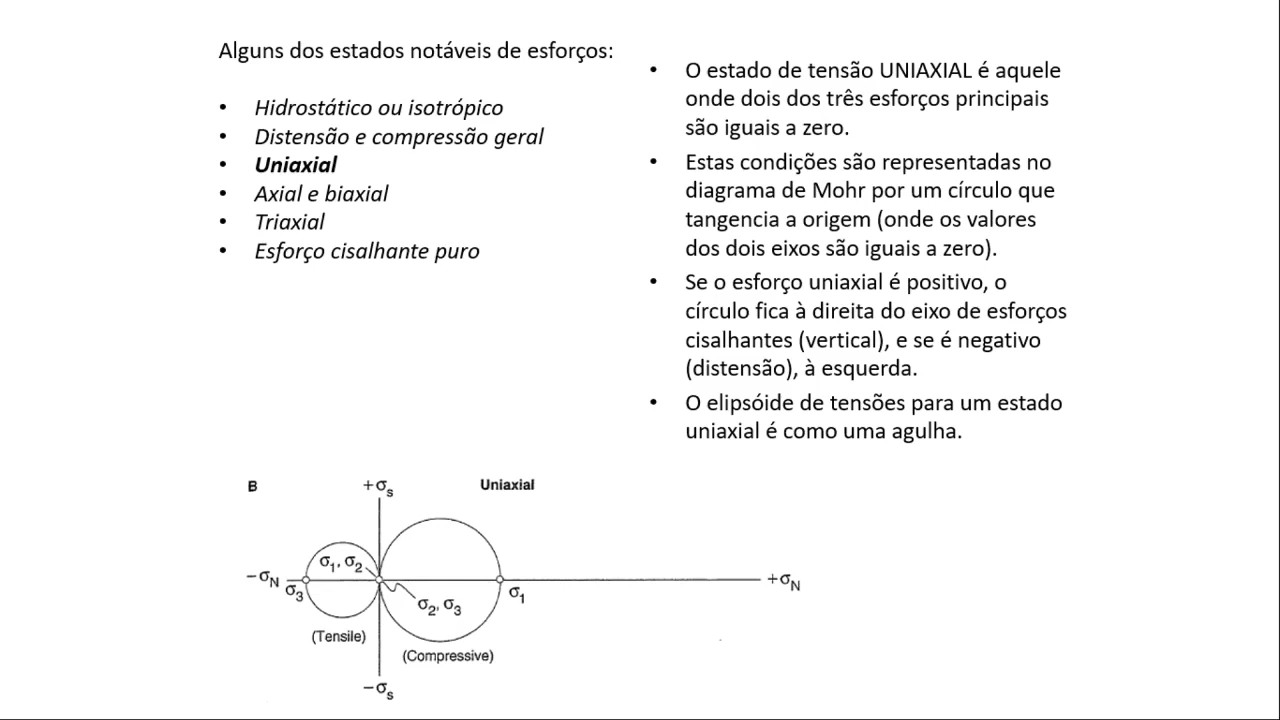 Alguns dos estados notáveis de esforços:
• Hidrostático ou isotrópico
• Distensão e compressão geral
• Uniaxial
• Axial e biaxial
• Triaxial
• Esforço cisalhante puro
• O estado de tensão UNIAXIAL é aquele
onde dois dos três esforços principais
são iguais a zero.
• Estas condições são representadas no
diagrama de Mohr por um círculo que
tangencia a origem (onde os valores
dos dois eixos são iguais a zero).
• Se o esforço uniaxial é positivo, o
círculo fica à direita do eixo de esforços
cisalhantes (vertical), e se é negativo
(distensão), à esquerda.
• O elipsóide de tensões para um estado
uniaxial é como uma agulha.
B
+σs
Uniaxial
σ1, σ2
−σN
σ3
σ2, σ3
σ1
+σN
(Tensile)
(Compressive)
−σs